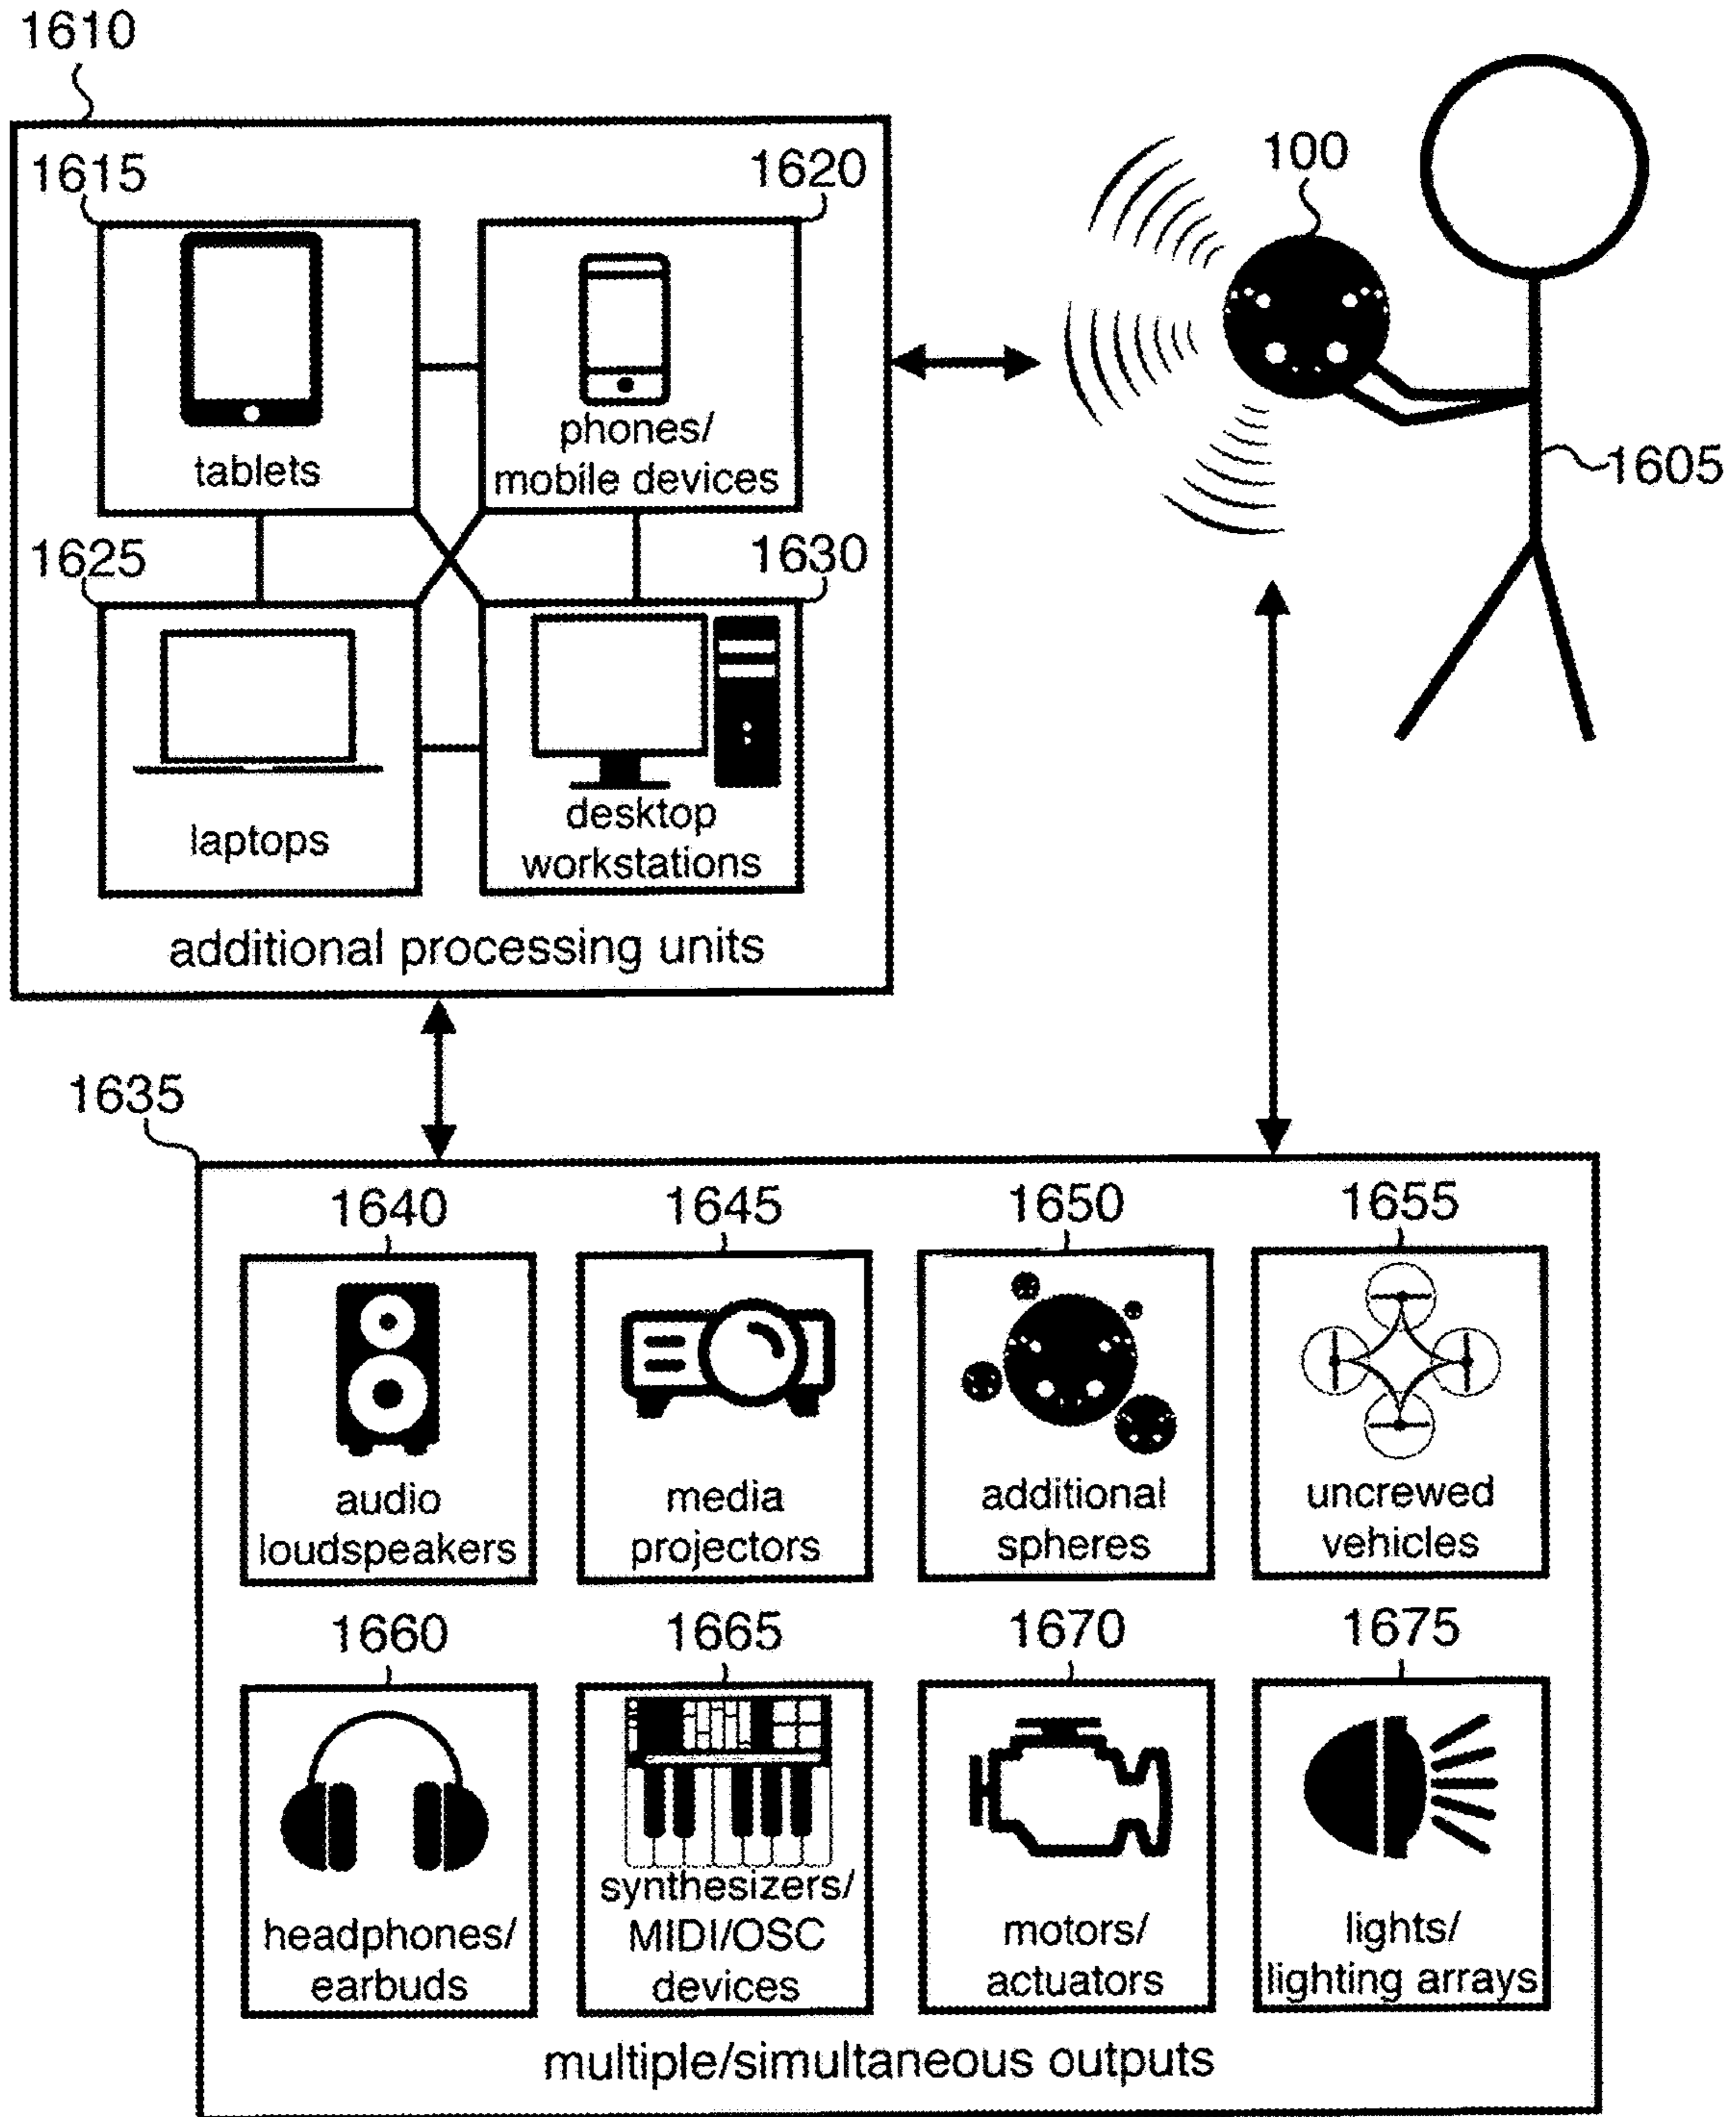 1610
1615
1620
100
tablets
phones/
mobile devices
1605
1625
1630
laptops
desktop
workstations
additional processing units
1635
1640
1645
1650
1655
audio
loudspeakers
media
projectors
additional
spheres
uncrewed
vehicles
1660
1665
1670
1675
headphones/
earbuds
synthesizers/
MIDI/OSC
devices
motors/
actuators
lights/
lighting arrays
multiple/simultaneous outputs